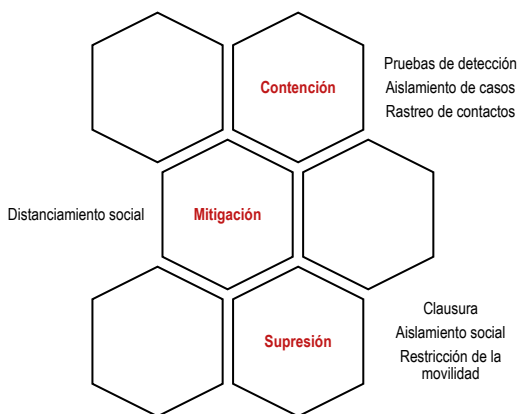 Contención
Pruebas de detección
Aislamiento de casos
Rastreo de contactos
Distanciamiento social
Mitigación
Supresión
Clausura
Aislamiento social
Restricción de la
movilidad